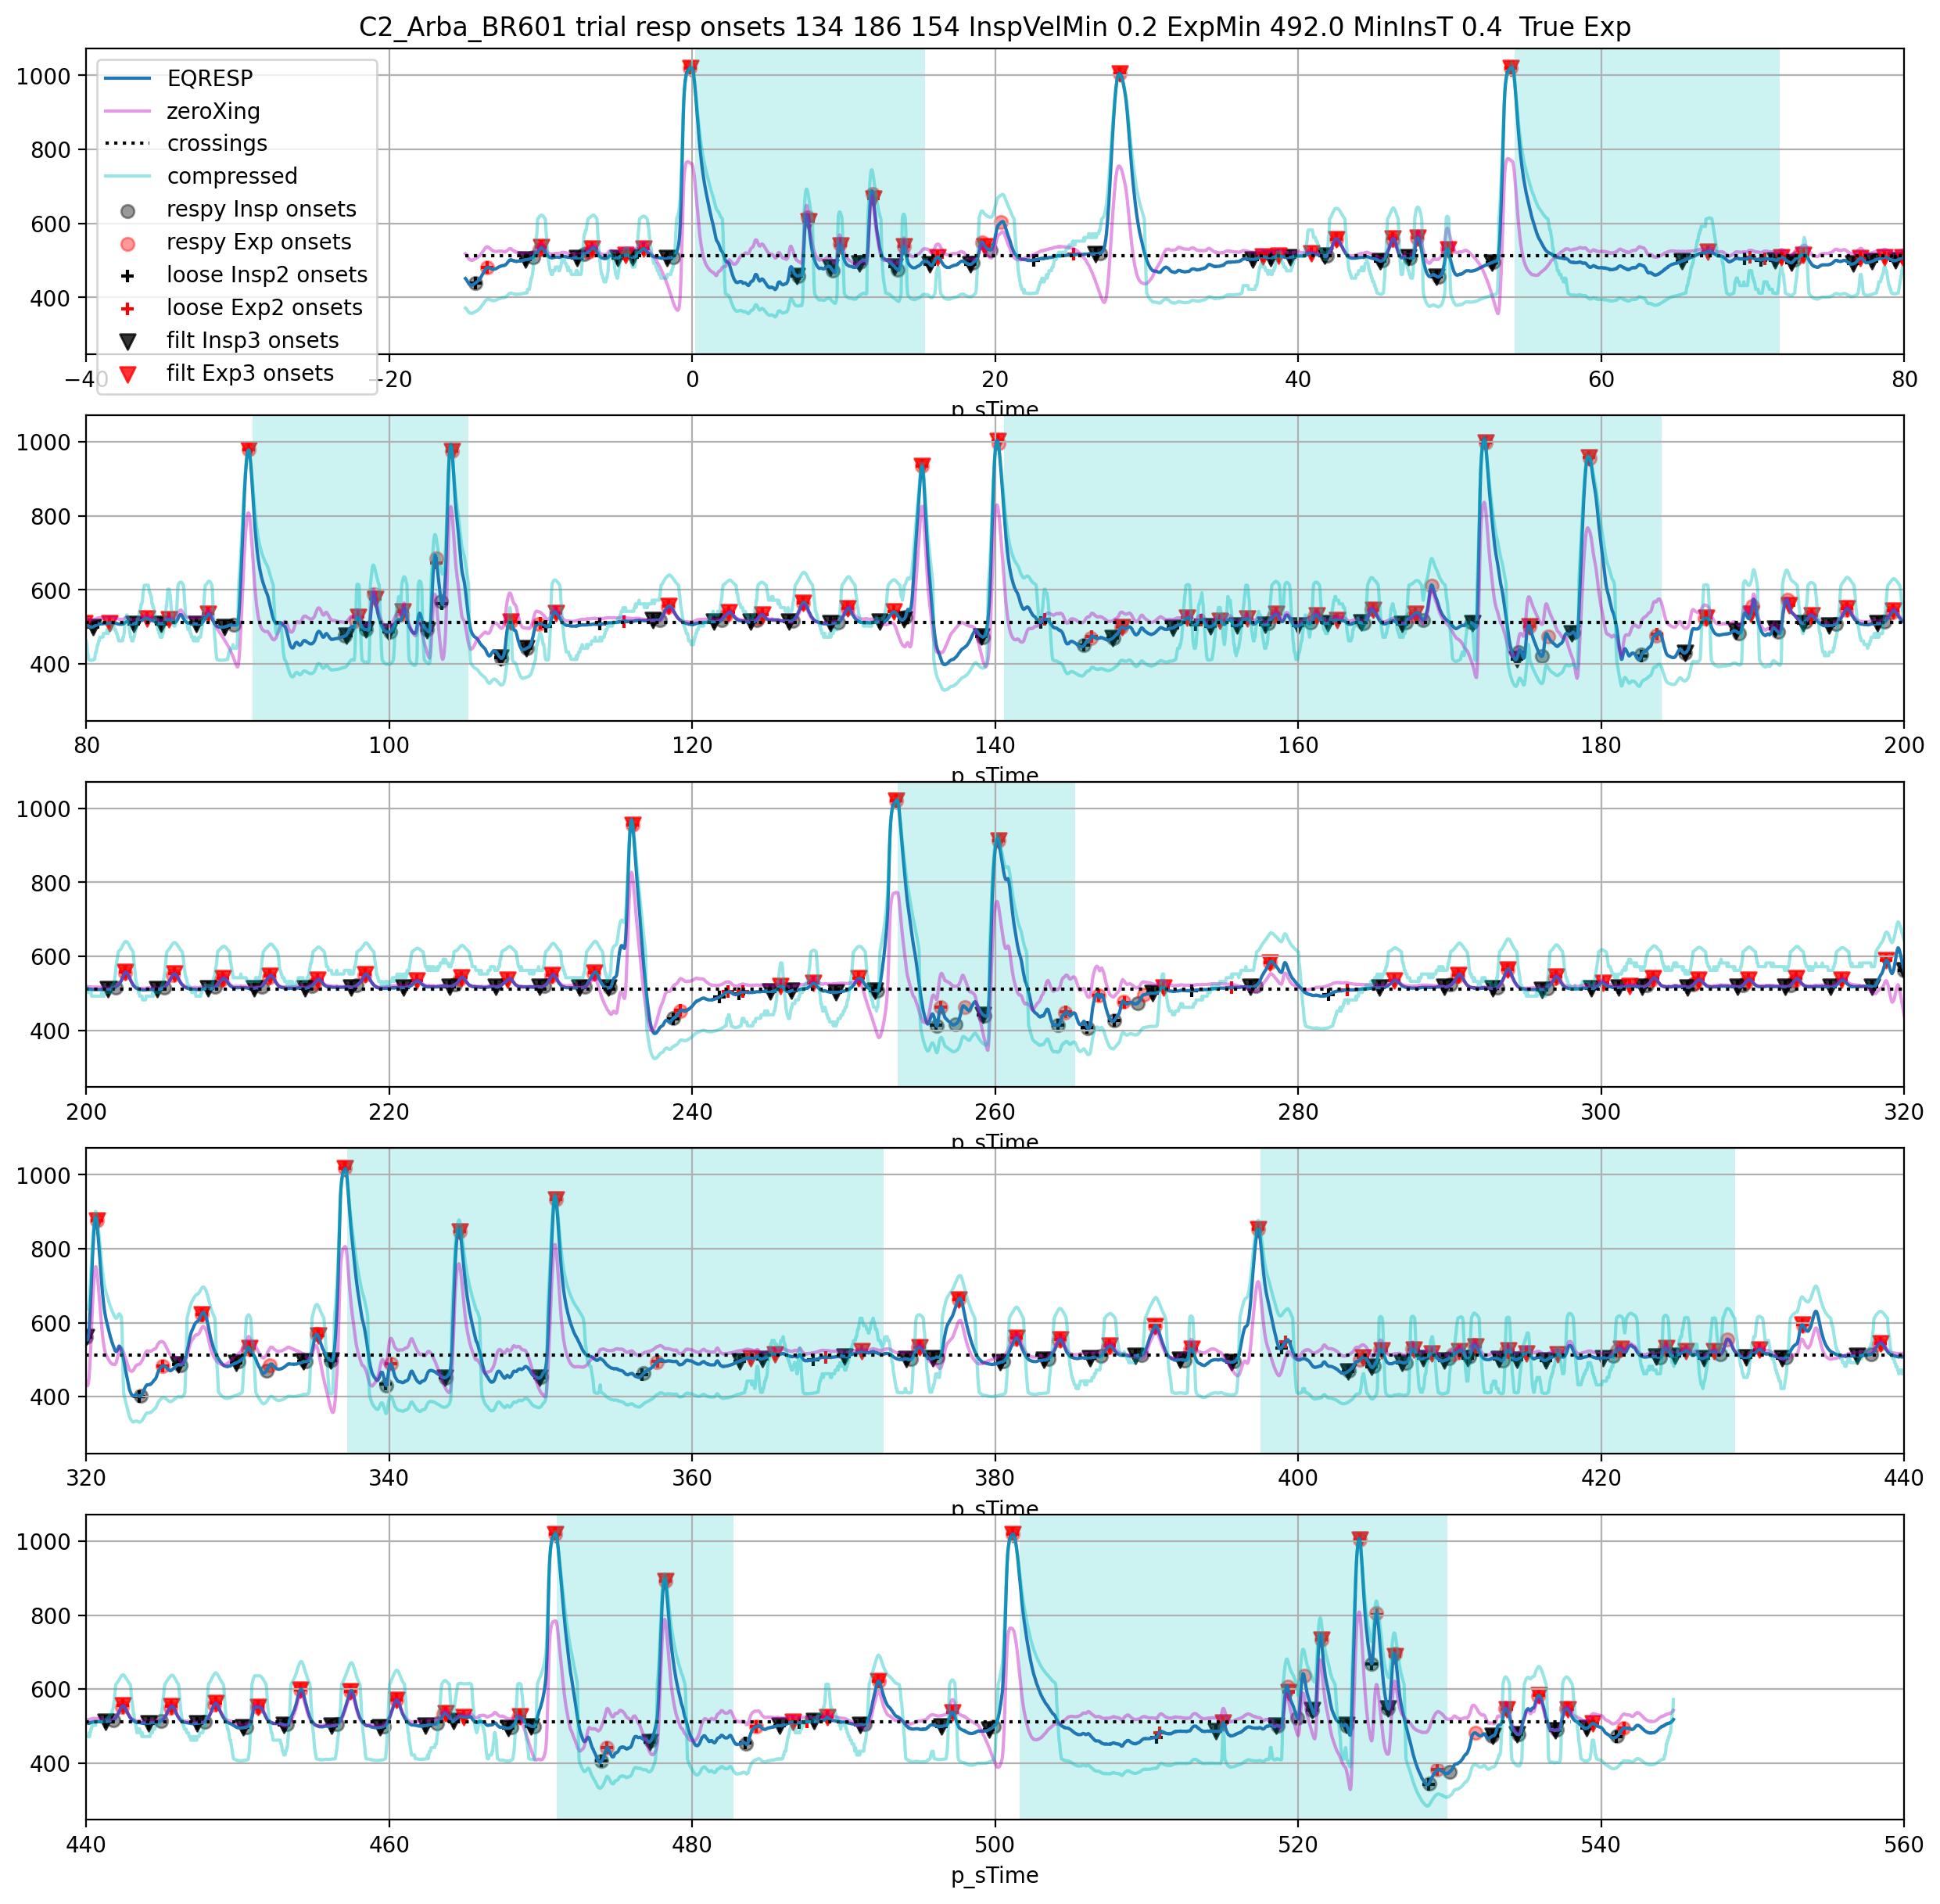 C2_Arba_BR601 trial resp onsets 134 186 154 InspVelMin 0.2 ExpMin 492.0 MinInsT 0.4  True Exp
1000
800
600
400
EQRESP
zeroXing
crossings
compressed
respy Insp onsets
respy Exp onsets
loose Insp2 onsets
loose Exp2 onsets
filt Insp3 onsets
filt Exp3 onsets
−40 −20 0 20 40 60 80
p_sTime
1000
800
600
400
80 100 120 140 160 180 200
p_sTime
1000
800
600
400
200 220 240 260 280 300 320
p_sTime
1000
800
600
400
320 340 360 380 400 420 440
p_sTime
1000
800
600
400
440 460 480 500 520 540 560
p_sTime